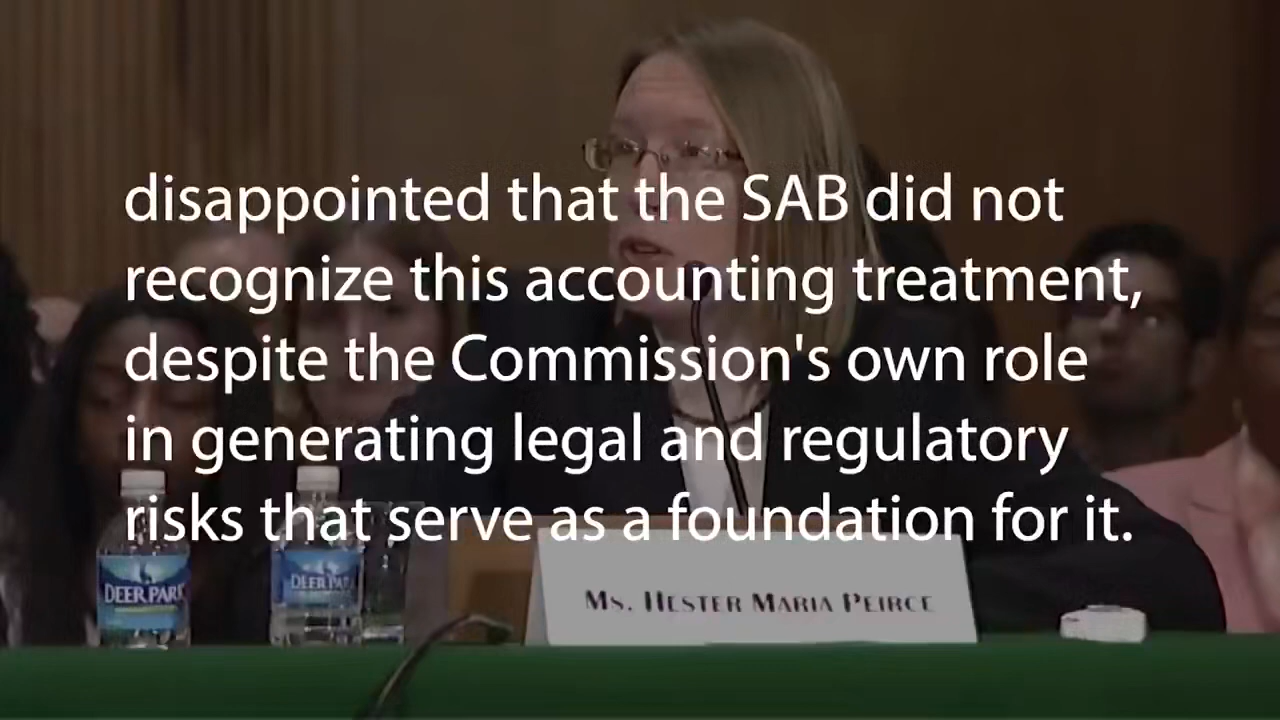 disappointed that the SAB did not
recognize this accounting treatment,
despite the Commission's own role
in generating legal and regulatory
risks that serve as a foundation for it.
DEER PARK
DEER PARK
MS. HESTER MARIA PEIRCE